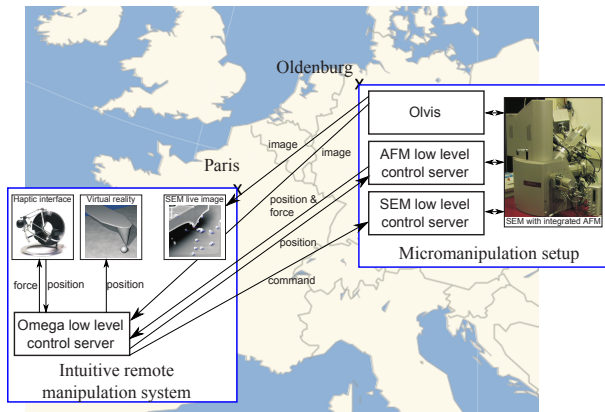 Oldenburg
X
Olvis
AFM low level
control server
SEM low level
control server
SEM with integrated AFM
Micromanipulation setup
image
image
position &
force
position
command
Paris
X
Haptic interface
Virtual reality
SEM live image
force
position
position
Omega low level
control server
Intuitive remote
manipulation system